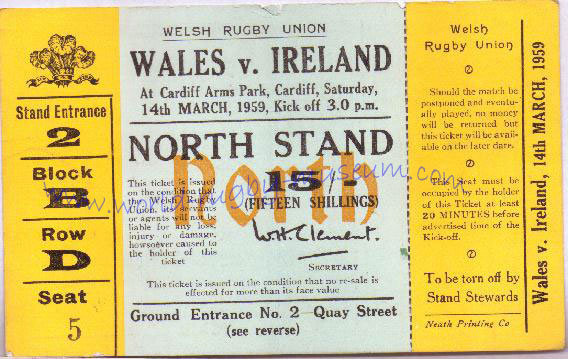 Stand Entrance
2
Block
B
Row
D
Seat
5
WELSH RUGBY UNION
WALES v. IRELAND
At Cardiff Arms Park, Cardiff, Saturday,
14th MARCH, 1959, Kick off 3.0 p.m.
NORTH STAND
North
15/-
(FIFTEEN SHILLINGS)
This ticket is issued
on the condition that
the Welsh Rugby
Union, its servants
or agents will not
be liable for any loss,
injury or damage,
howsoever caused to
the holder of this
ticket
W.H. Clement.
SECRETARY
This ticket is issued on the condition that no re-sale is
effected for more than its face value
Ground Entrance No. 2 – Quay Street
(see reverse)
Welsh
Rugby Union
Should the match be
postponed and eventu-
ally played, no money
will be returned but
this ticket will be avail-
able on the later date.
This Seat must be
occupied by the holder
of this Ticket at least
20 MINUTES before
advertised time of the
Kick-off.
To be torn off by
Stand Stewards
Neath Printing Co
Wales v. Ireland, 14th MARCH, 1959
www.worldrugbymuseum.com